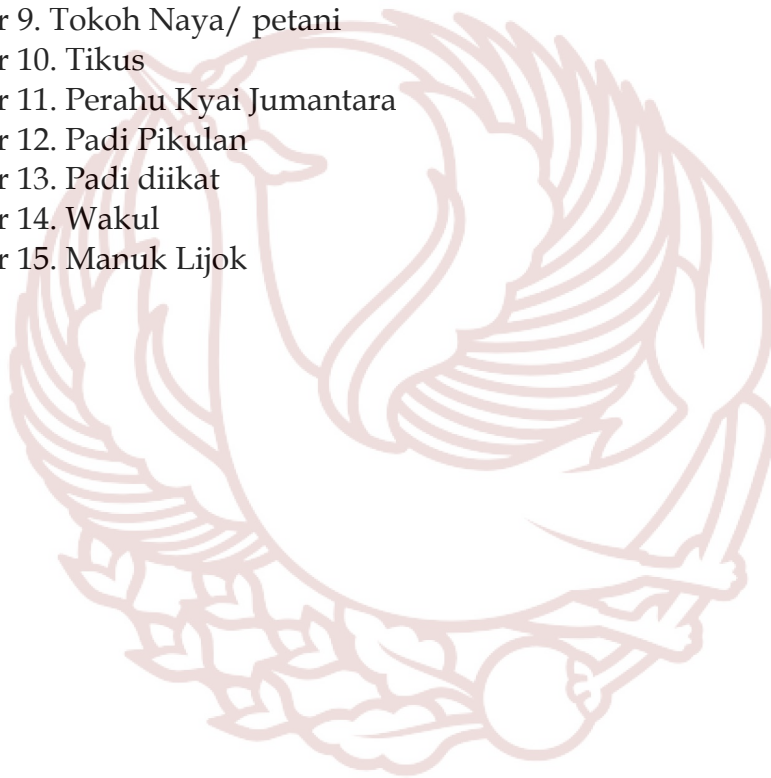 r 9. Tokoh Naya/ petani
r 10. Tikus
r 11. Perahu Kyai Jumantara
r 12. Padi Pikulan
r 13. Padi diikat
r 14. Wakul
r 15. Manuk Lijok